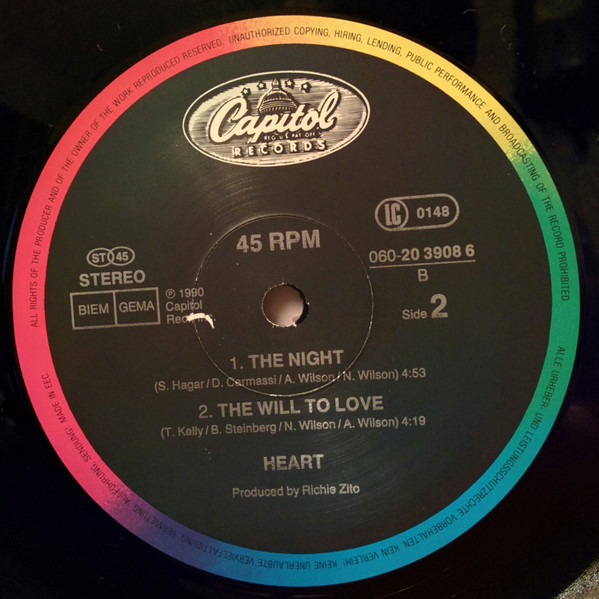 ALL RIGHTS OF THE PRODUCER AND OF THE OWNER OF THE WORK REPRODUCED RESERVED. UNAUTHORIZED COPYING, HIRING, LENDING, PUBLIC PERFORMANCE AND BROADCASTING OF THE RECORD PROHIBITED
Capitol
RECORDS
LC 0148
45 RPM
ST 45
STEREO
060-20 3908 6
B
BIEM GEMA
℗ 1990
Capitol
Side 2
1. THE NIGHT
(S. Hagar/D. Carmassi/A. Wilson/N. Wilson) 4:53
2. THE WILL TO LOVE
(T. Kelly/B. Steinberg/N. Wilson/A. Wilson) 4:19
HEART
Produced by Richie Zito
ALLE URHEBER- UND LEISTUNGSSCHUTZRECHTE VORBEHALTEN. KEIN VERLEIH! KEINE UNERLAUBTE VERVIELFÄLTIGUNG, VERMIETUNG, AUFFÜHRUNG, SENDUNG! MADE IN EEC.